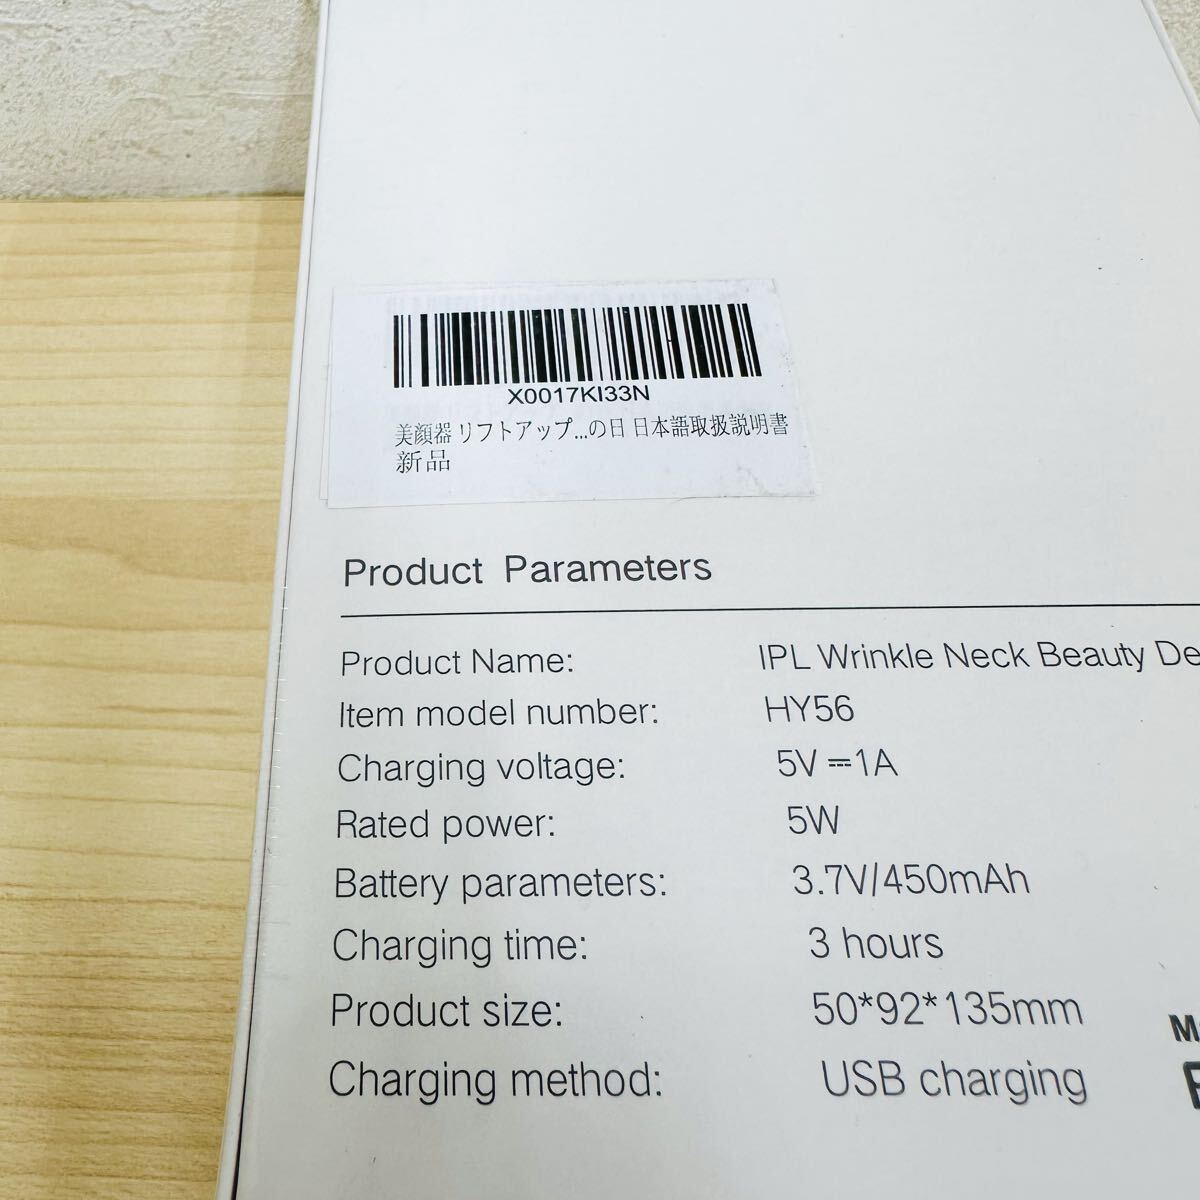 X0017KI33N
美顔器 リフトアップ...の日 日本語取扱説明書
新品
Product Parameters
Product Name: IPL Wrinkle Neck Beauty
Item model number: HY56
Charging voltage: 5V⎓1A
Rated power: 5W
Battery parameters: 3.7V/450mAh
Charging time: 3 hours
Product size: 50*92*135mm
Charging method: USB charging